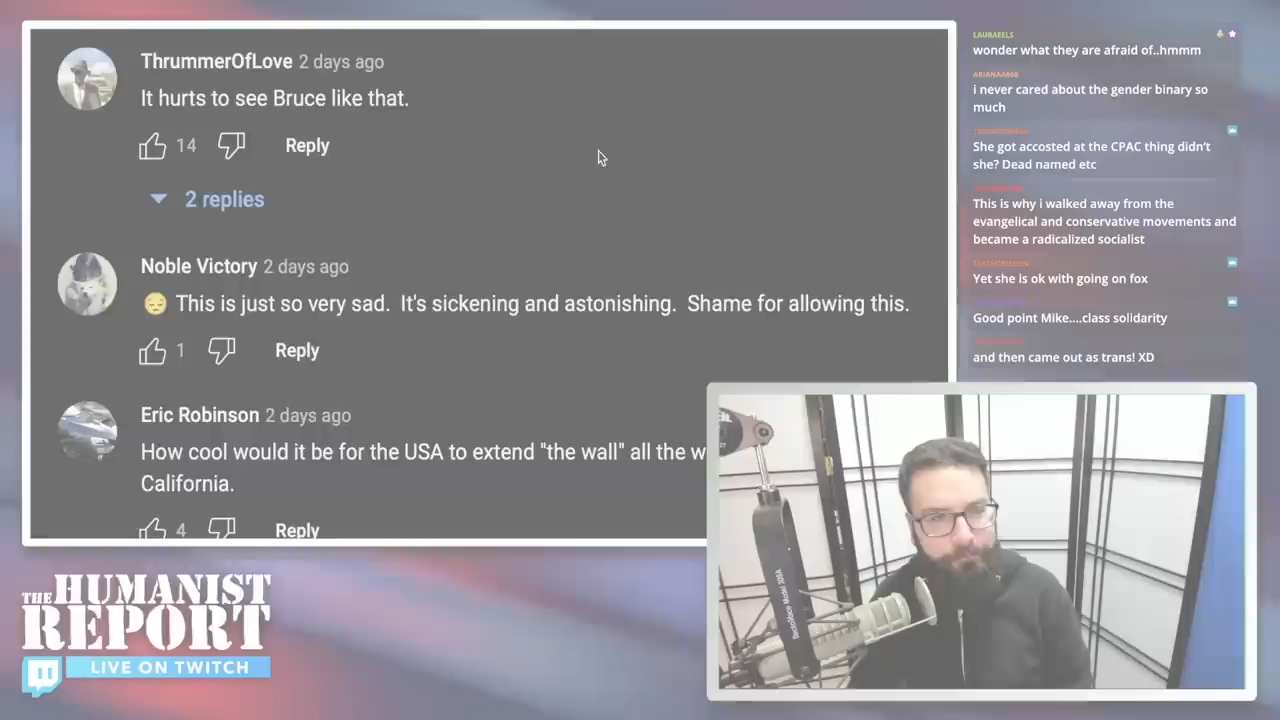 ThrummerOfLove 2 days ago
It hurts to see Bruce like that.
14 Reply
2 replies
Noble Victory 2 days ago
😔 This is just so very sad. It's sickening and astonishing. Shame for allowing this.
1 Reply
Eric Robinson 2 days ago
How cool would it be for the USA to extend "the wall" all the w
California.
4 Reply
LAURABELS
wonder what they are afraid of..hmmm
i never cared about the gender binary so
much
She got accosted at the CPAC thing didn't
she? Dead named etc
This is why i walked away from the
evangelical and conservative movements and
became a radicalized socialist
Yet she is ok with going on fox
Good point Mike....class solidarity
and then came out as trans! XD
THE HUMANIST
REPORT
LIVE ON TWITCH